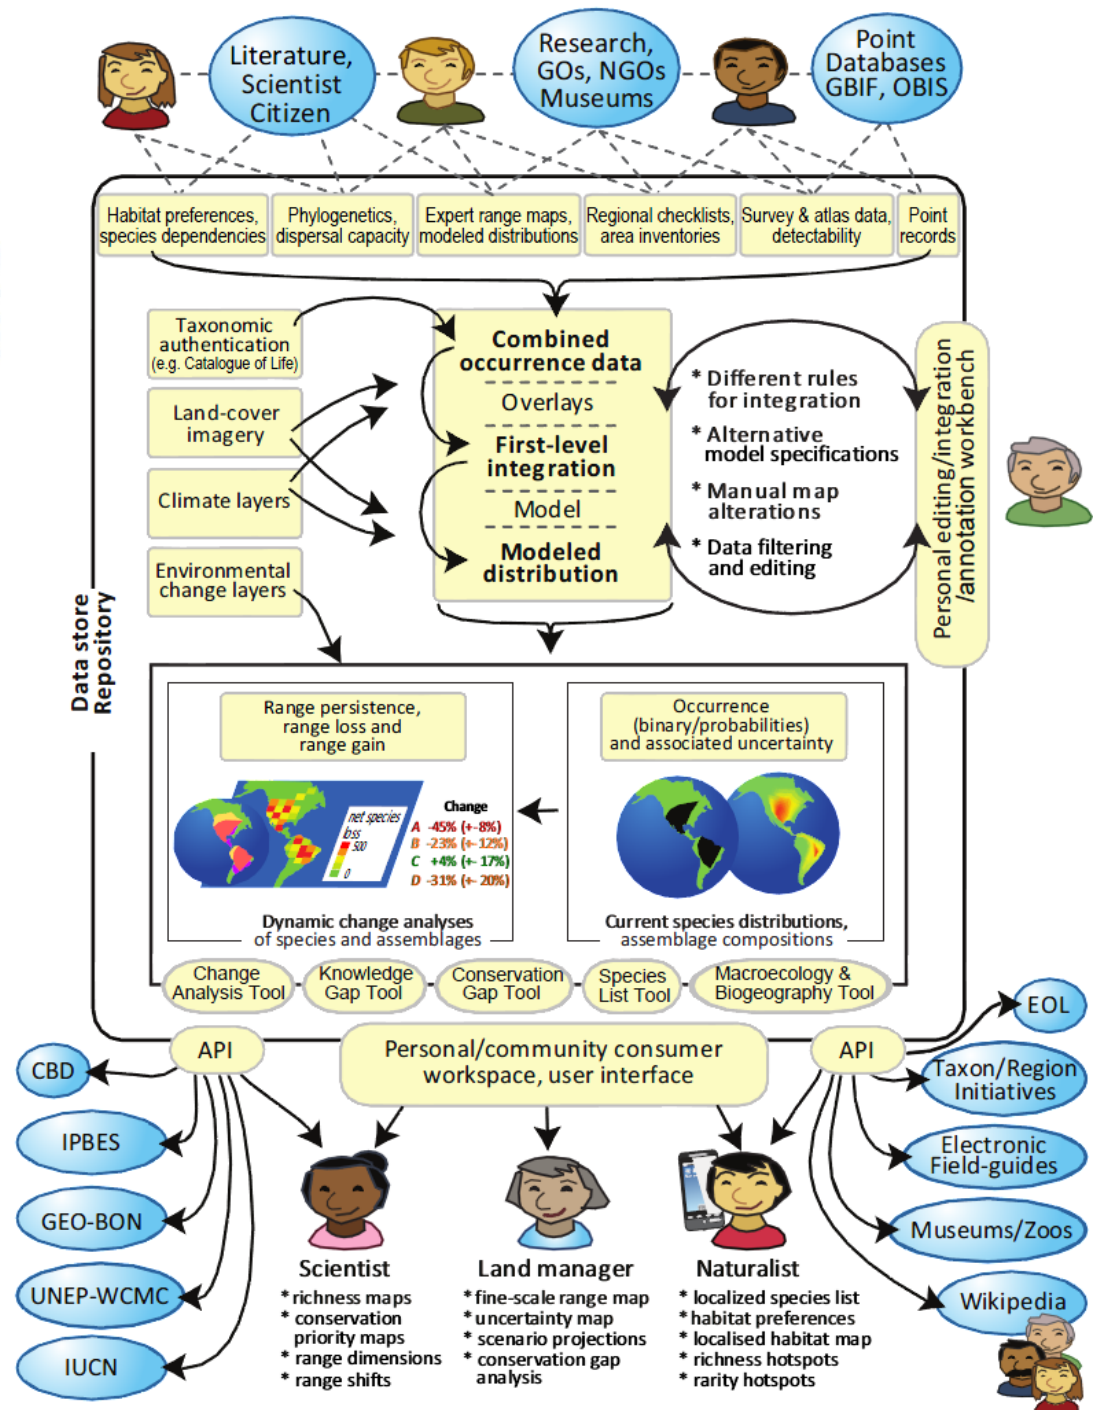 Literature,
Scientist
Citizen
Research,
GOs, NGOs
Museums
Point
Databases
GBIF, OBIS
Habitat preferences,
species dependencies
Phylogenetics,
dispersal capacity
Expert range maps,
modeled distributions
Regional checklists,
area inventories
Survey & atlas data,
detectability
Point
records
Taxonomic
authentication
(e.g. Catalogue of Life)
Land-cover
imagery
Climate layers
Environmental
change layers
Combined
occurrence data
Overlays
First-level
integration
Model
Modeled
distribution
* Different rules
for integration
* Alternative
model specifications
* Manual map
alterations
* Data filtering
and editing
Personal editing/integration
/annotation workbench
Data store
Repository
Range persistence,
range loss and
range gain
net species
loss
500
0
Change
A -45% (+-8%)
B -23% (+-12%)
C +4% (+-17%)
D -31% (+-20%)
Dynamic change analyses
of species and assemblages
Occurrence
(binary/probabilities)
and associated uncertainty
Current species distributions,
assemblage compositions
Change
Analysis Tool
Knowledge
Gap Tool
Conservation
Gap Tool
Species
List Tool
Macroecology &
Biogeography Tool
API
Personal/community consumer
workspace, user interface
API
CBD
IPBES
GEO-BON
UNEP-WCMC
IUCN
EOL
Taxon/Region
Initiatives
Electronic
Field-guides
Museums/Zoos
Wikipedia
Scientist
* richness maps
* conservation
priority maps
* range dimensions
* range shifts
Land manager
* fine-scale range map
* uncertainty map
* scenario projections
* conservation gap
analysis
Naturalist
* localized species list
* habitat preferences
* localised habitat map
* richness hotspots
* rarity hotspots